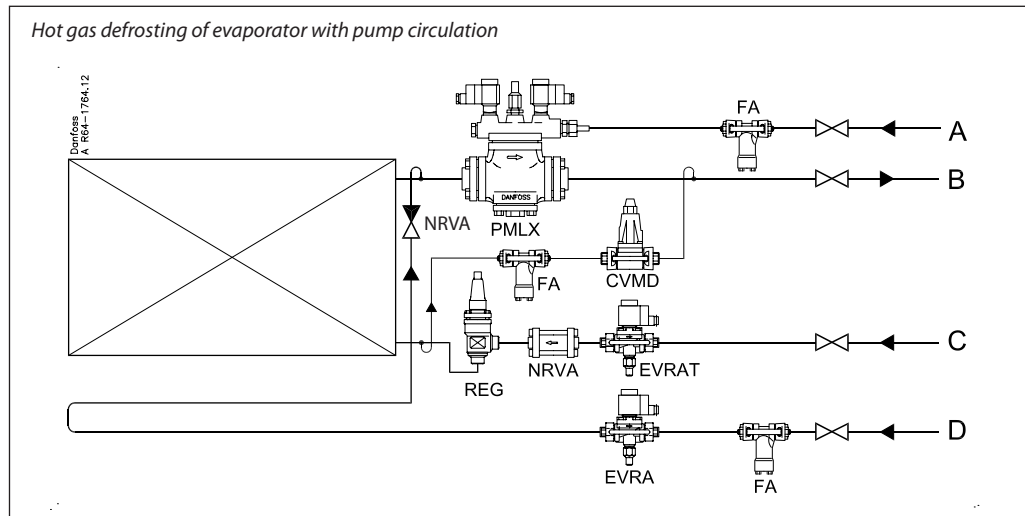 Hot gas defrosting of evaporator with pump circulation
Danfoss
A R64-1764.12
FA
A
B
DANFOSS
PMLX
NRVA
FA
CVMD
C
REG
NRVA
EVRAT
D
EVRA
FA